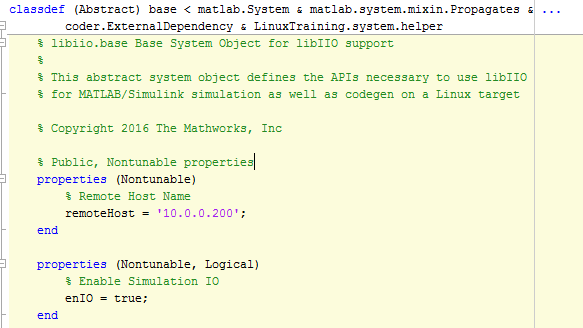 classdef (Abstract) base < matlab.System & matlab.system.mixin.Propagates & ...
coder.ExternalDependency & LinuxTraining.system.helper
% libiio.base Base System Object for libIIO support
%
% This abstract system object defines the APIs necessary to use libIIO
% for MATLAB/Simulink simulation as well as codegen on a Linux target
% Copyright 2016 The Mathworks, Inc
% Public, Nontunable properties
properties (Nontunable)
% Remote Host Name
remoteHost = '10.0.0.200';
end
properties (Nontunable, Logical)
% Enable Simulation IO
enIO = true;
end